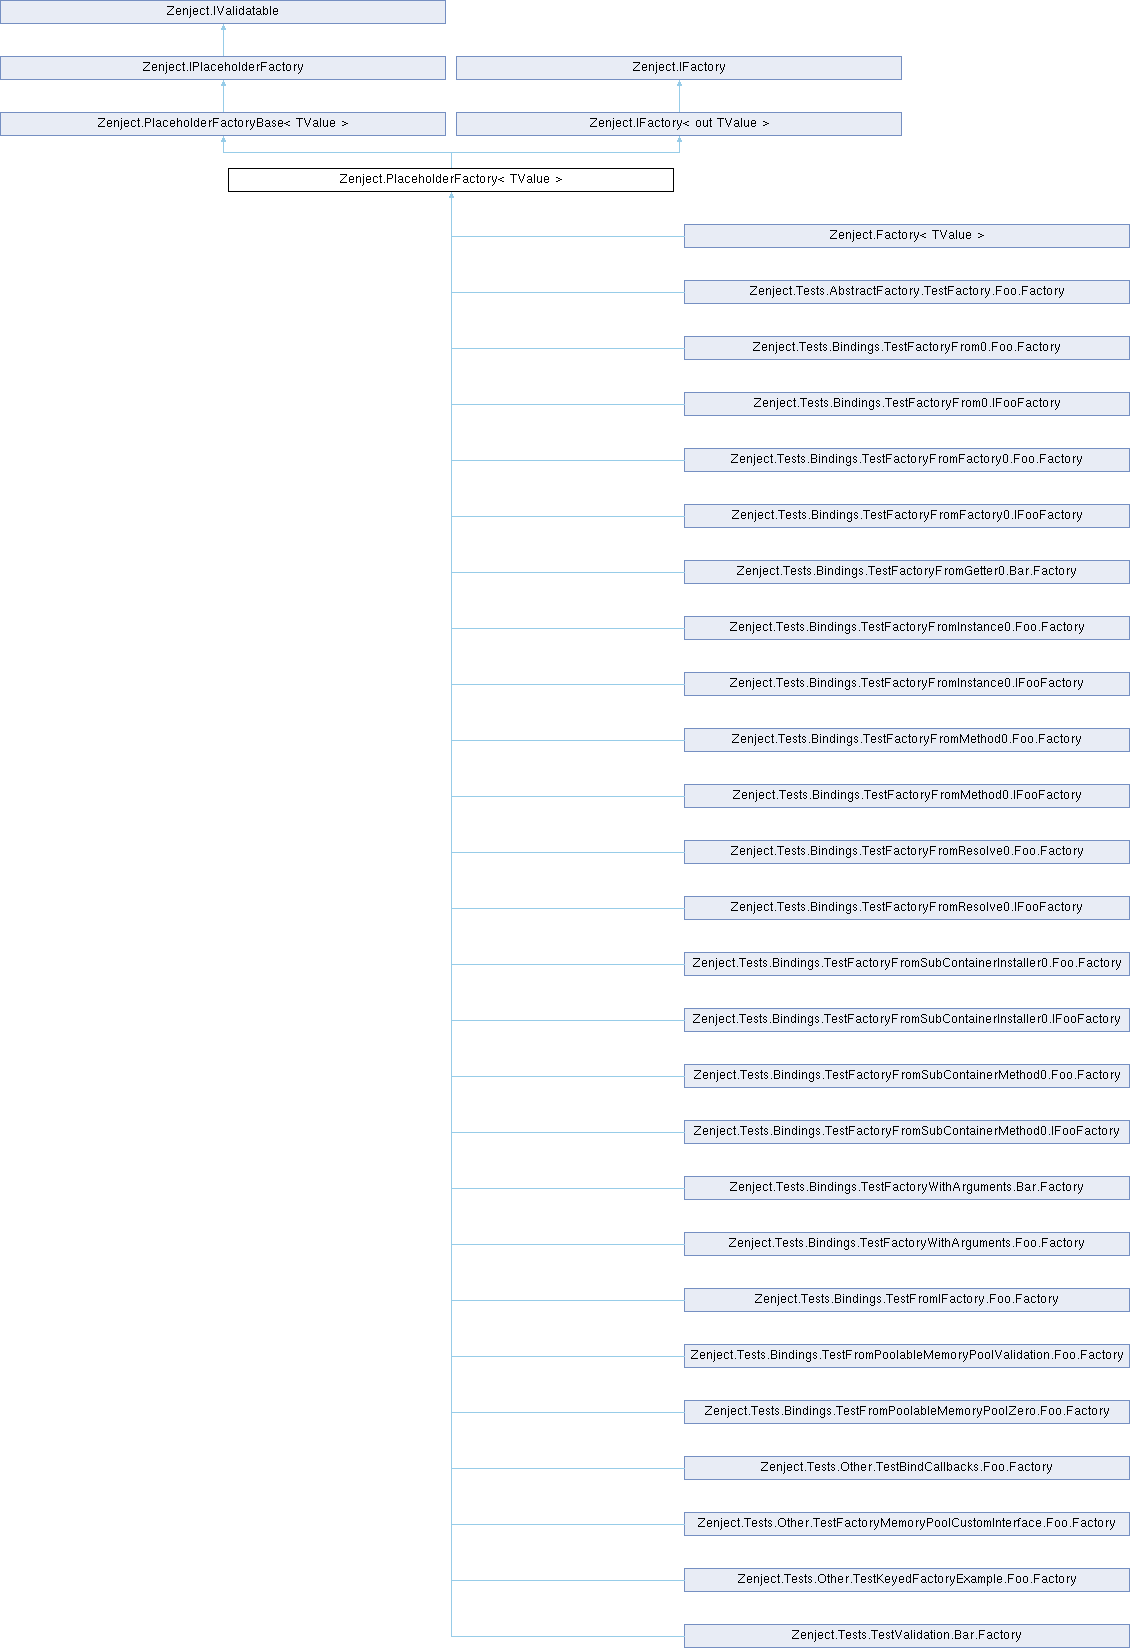 Zenject.IValidatable
Zenject.IPlaceholderFactory
Zenject.IFactory
Zenject.PlaceholderFactoryBase< TValue >
Zenject.IFactory< out TValue >
Zenject.PlaceholderFactory< TValue >
Zenject.Factory< TValue >
Zenject.Tests.AbstractFactory.TestFactory.Foo.Factory
Zenject.Tests.Bindings.TestFactoryFrom0.Foo.Factory
Zenject.Tests.Bindings.TestFactoryFrom0.IFooFactory
Zenject.Tests.Bindings.TestFactoryFromFactory0.Foo.Factory
Zenject.Tests.Bindings.TestFactoryFromFactory0.IFooFactory
Zenject.Tests.Bindings.TestFactoryFromGetter0.Bar.Factory
Zenject.Tests.Bindings.TestFactoryFromInstance0.Foo.Factory
Zenject.Tests.Bindings.TestFactoryFromInstance0.IFooFactory
Zenject.Tests.Bindings.TestFactoryFromMethod0.Foo.Factory
Zenject.Tests.Bindings.TestFactoryFromMethod0.IFooFactory
Zenject.Tests.Bindings.TestFactoryFromResolve0.Foo.Factory
Zenject.Tests.Bindings.TestFactoryFromResolve0.IFooFactory
Zenject.Tests.Bindings.TestFactoryFromSubContainerInstaller0.Foo.Factory
Zenject.Tests.Bindings.TestFactoryFromSubContainerInstaller0.IFooFactory
Zenject.Tests.Bindings.TestFactoryFromSubContainerMethod0.Foo.Factory
Zenject.Tests.Bindings.TestFactoryFromSubContainerMethod0.IFooFactory
Zenject.Tests.Bindings.TestFactoryWithArguments.Bar.Factory
Zenject.Tests.Bindings.TestFactoryWithArguments.Foo.Factory
Zenject.Tests.Bindings.TestFromIFactory.Foo.Factory
Zenject.Tests.Bindings.TestFromPoolableMemoryPoolValidation.Foo.Factory
Zenject.Tests.Bindings.TestFromPoolableMemoryPoolZero.Foo.Factory
Zenject.Tests.Other.TestBindCallbacks.Foo.Factory
Zenject.Tests.Other.TestFactoryMemoryPoolCustomInterface.Foo.Factory
Zenject.Tests.Other.TestKeyedFactoryExample.Foo.Factory
Zenject.Tests.TestValidation.Bar.Factory